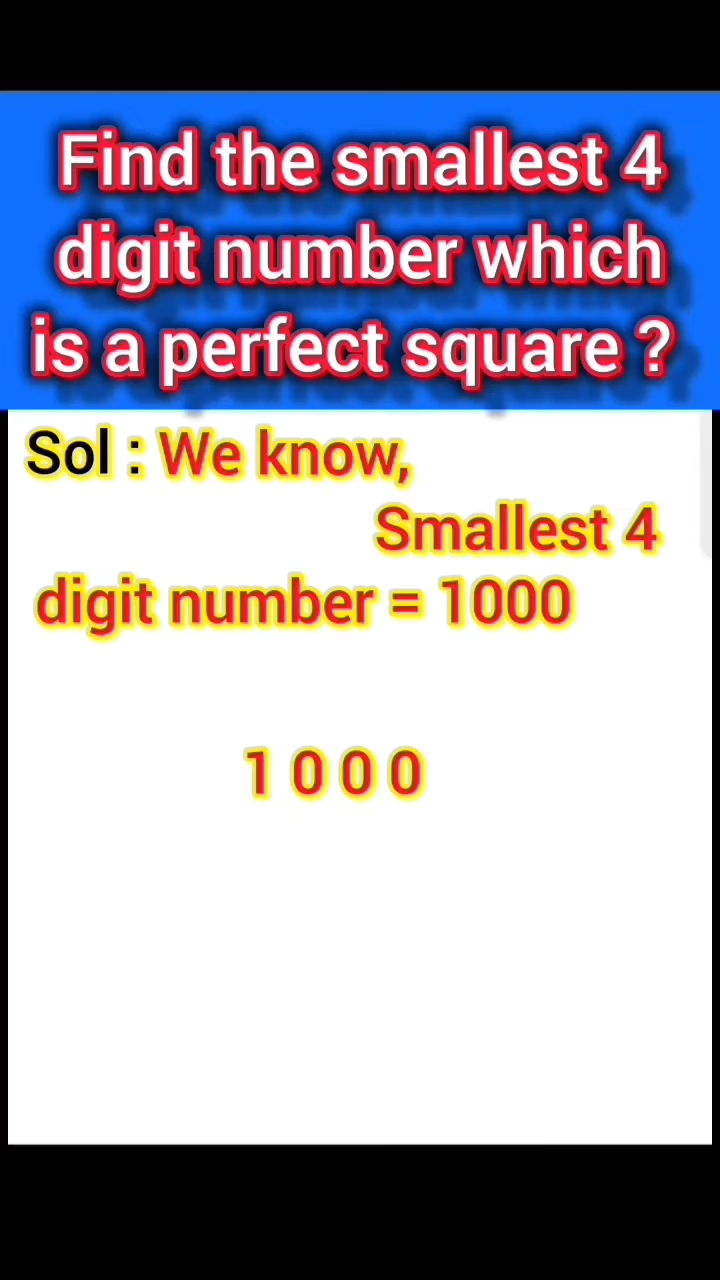 Find the smallest 4
digit number which
is a perfect square ?
Sol : We know,
Smallest 4
digit number = 1000
1 0 0 0